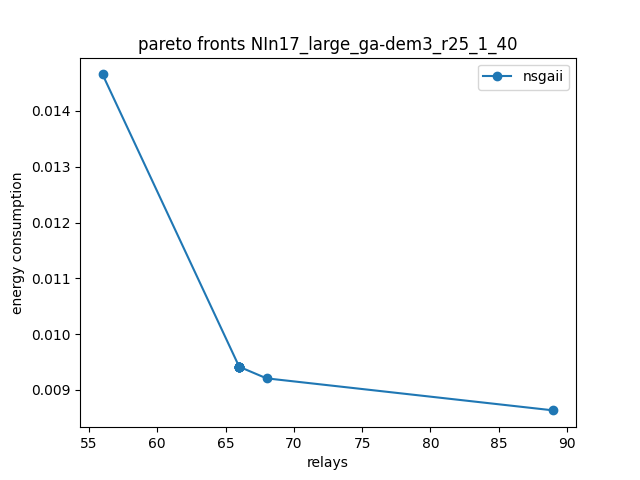 pareto fronts NIn17_large_ga-dem3_r25_1_40
nsgaii
0.014
0.013
0.012
0.011
0.010
0.009
energy consumption
55 60 65 70 75 80 85 90
relays